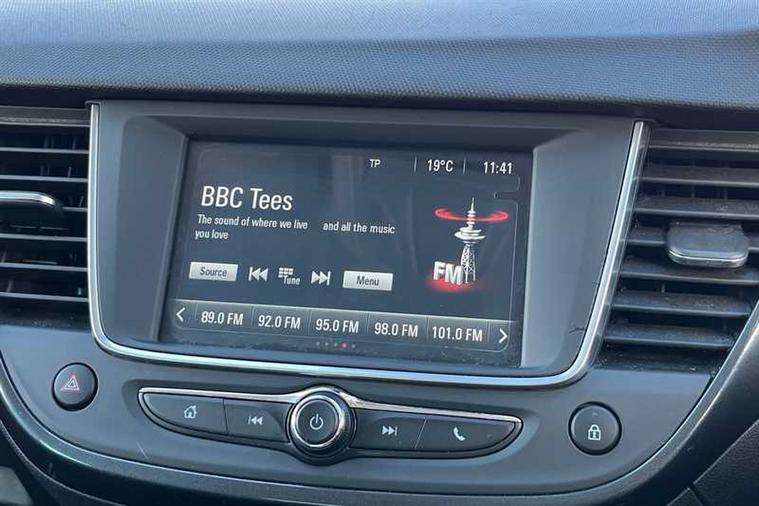 TP 19°C 11:41
BBC Tees
The sound of where we live and all the music
you love
FM
Source Tune Menu
89.0 FM 92.0 FM 95.0 FM 98.0 FM 101.0 FM